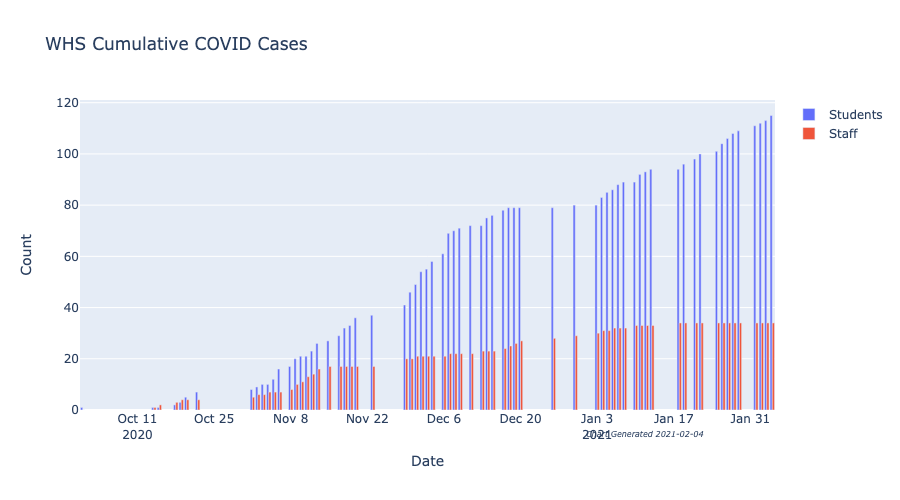 WHS Cumulative COVID Cases
120
100
80
60
40
20
0
Count
Students
Staff
Oct 11
2020
Oct 25
Nov 8
Nov 22
Dec 6
Dec 20
Jan 3
2021
Jan 17
Jan 31
Chart Generated 2021-02-04
Date